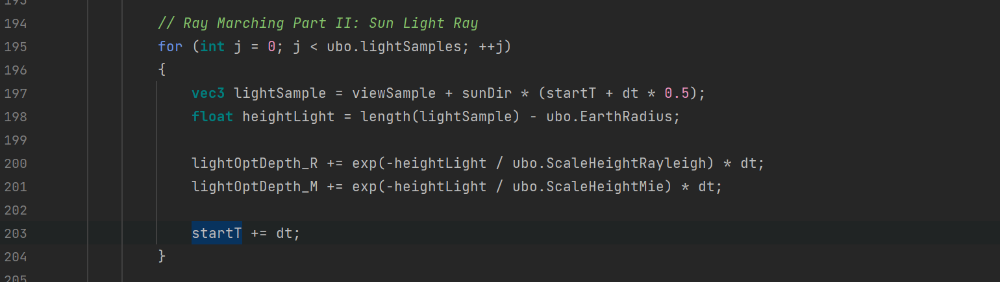 193
194 // Ray Marching Part II: Sun Light Ray
195 for (int j = 0; j < ubo.lightSamples; ++j)
196 {
197 vec3 lightSample = viewSample + sunDir * (startT + dt * 0.5);
198 float heightLight = length(lightSample) - ubo.EarthRadius;
199
200 lightOptDepth_R += exp(-heightLight / ubo.ScaleHeightRayleigh) * dt;
201 lightOptDepth_M += exp(-heightLight / ubo.ScaleHeightMie) * dt;
202
203 startT += dt;
204 }
205